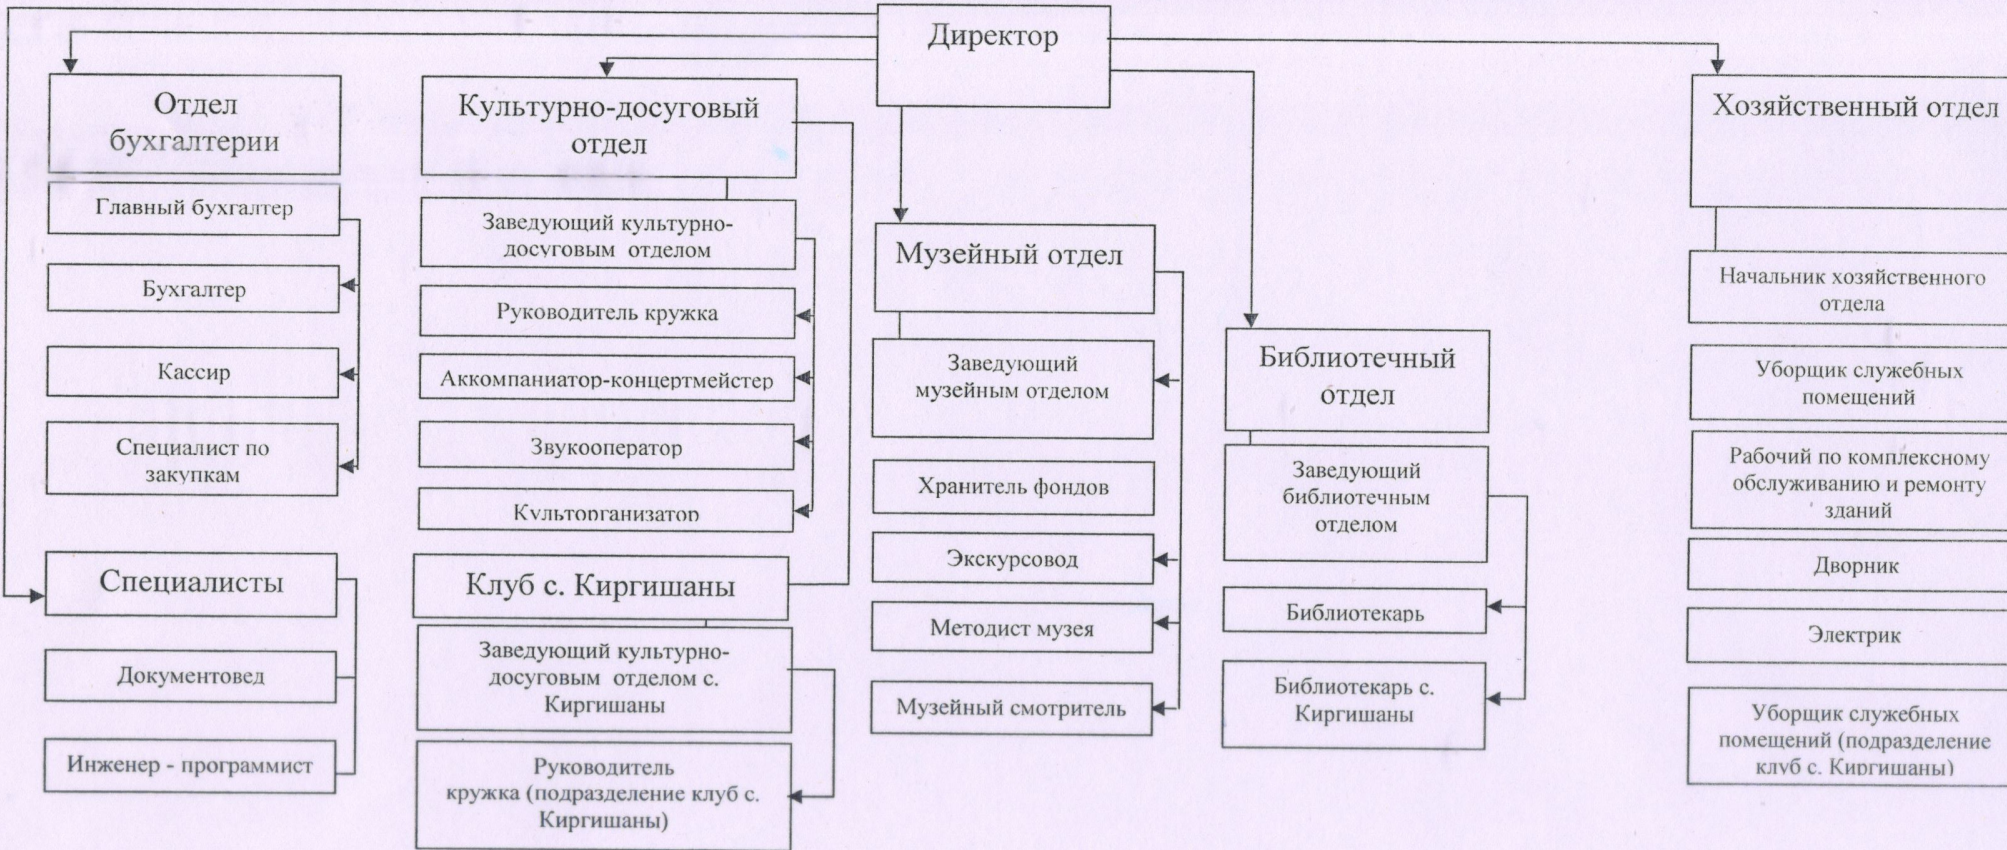 Директор
Отдел
бухгалтерии
Главный бухгалтер
Бухгалтер
Кассир
Специалист по
закупкам
Специалисты
Документовед
Инженер - программист
Культурно-досуговый
отдел
Заведующий культурно-
досуговым отделом
Руководитель кружка
Аккомпаниатор-концертмейстер
Звукооператор
Культорганизатор
Клуб с. Киргишаны
Заведующий культурно-
досуговым отделом с.
Киргишаны
Руководитель
кружка (подразделение клуб с.
Киргишаны)
Музейный отдел
Заведующий
музейным отделом
Хранитель фондов
Экскурсовод
Методист музея
Музейный смотритель
Библиотечный
отдел
Заведующий
библиотечным
отделом
Библиотекарь
Библиотекарь с.
Киргишаны
Хозяйственный отдел
Начальник хозяйственного
отдела
Уборщик служебных
помещений
Рабочий по комплексному
обслуживанию и ремонту
зданий
Дворник
Электрик
Уборщик служебных
помещений (подразделение
клуб с. Киргишаны)